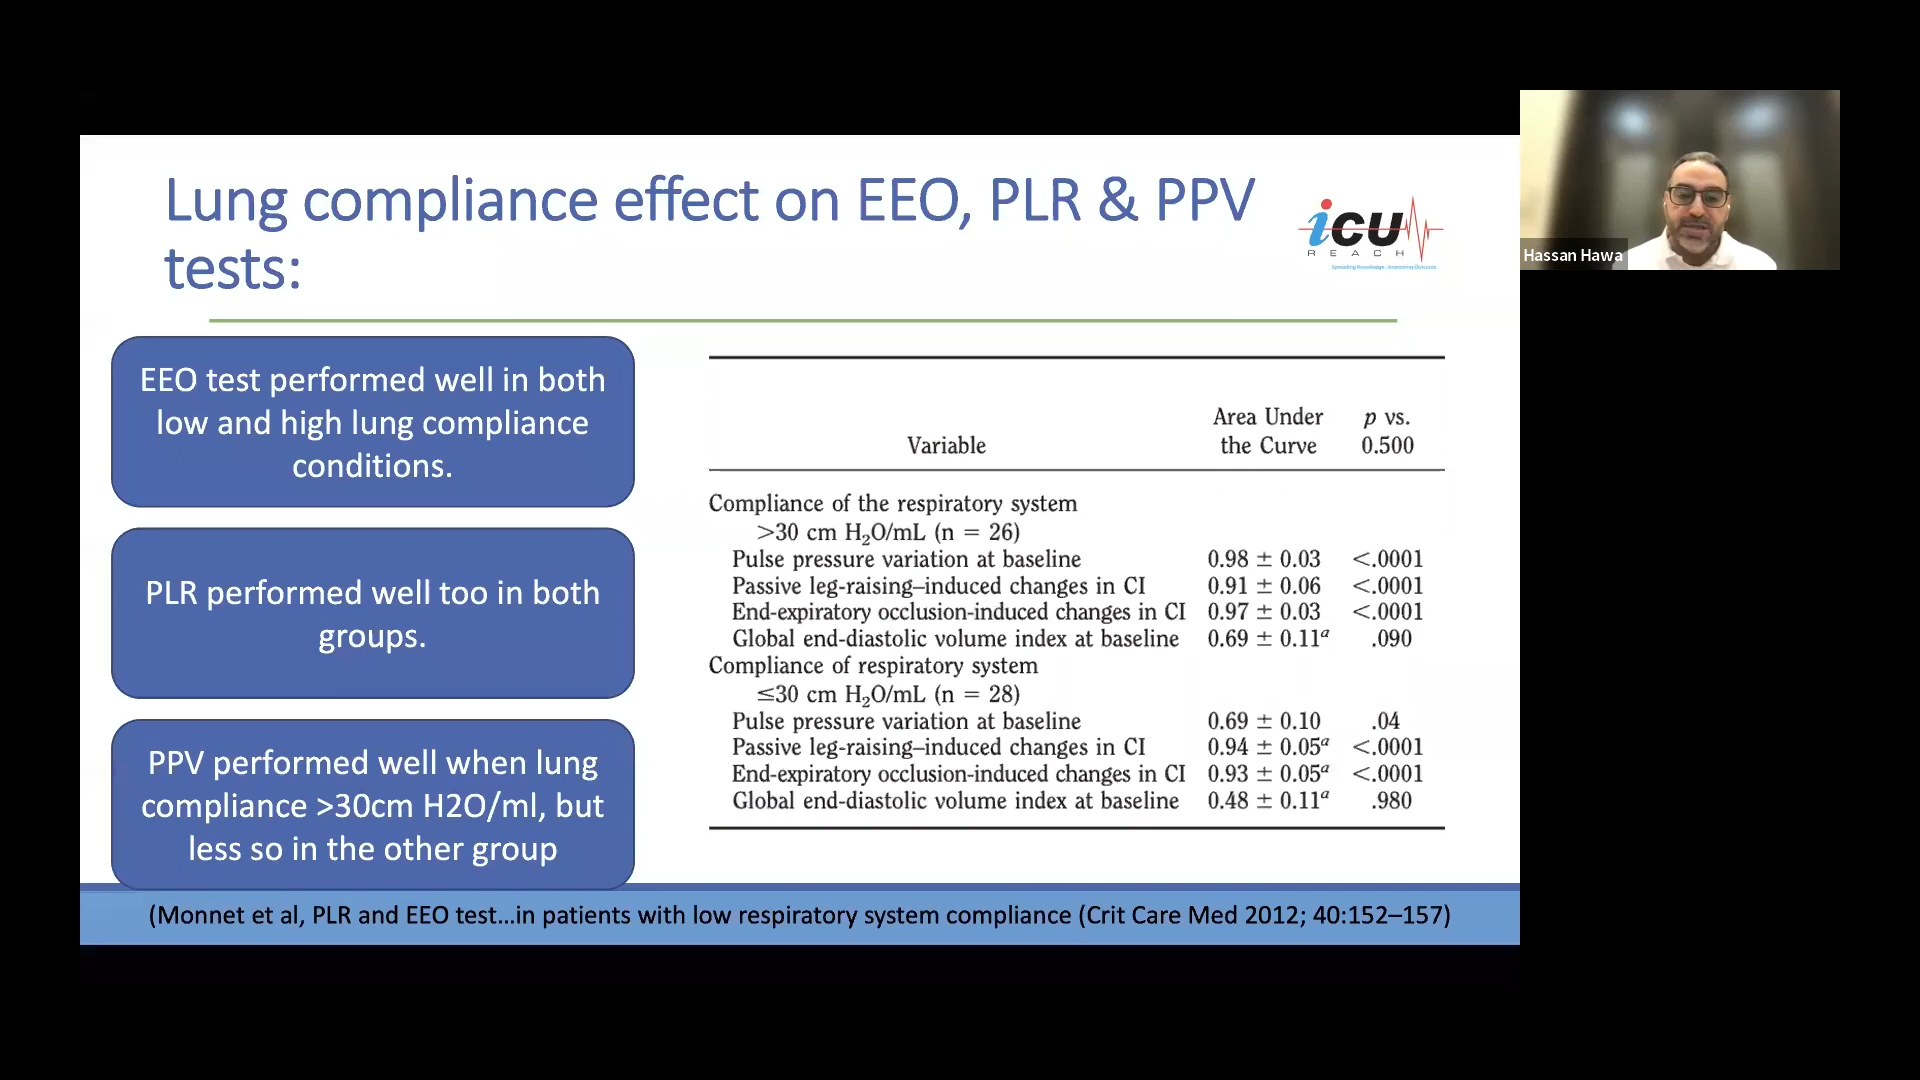 Lung compliance effect on EEO, PLR & PPV
tests:
icu
REACH
Spreading Knowledge - Improving Outcome
Hassan Hawa
EEO test performed well in both
low and high lung compliance
conditions.
PLR performed well too in both
groups.
PPV performed well when lung
compliance >30cm H2O/ml, but
less so in the other group
Area Under p vs.
Variable the Curve 0.500
Compliance of the respiratory system
>30 cm H₂O/mL (n = 26)
Pulse pressure variation at baseline 0.98 ± 0.03 <.0001
Passive leg-raising–induced changes in CI 0.91 ± 0.06 <.0001
End-expiratory occlusion-induced changes in CI 0.97 ± 0.03 <.0001
Global end-diastolic volume index at baseline 0.69 ± 0.11ᵃ .090
Compliance of respiratory system
≤30 cm H₂O/mL (n = 28)
Pulse pressure variation at baseline 0.69 ± 0.10 .04
Passive leg-raising–induced changes in CI 0.94 ± 0.05ᵃ <.0001
End-expiratory occlusion-induced changes in CI 0.93 ± 0.05ᵃ <.0001
Global end-diastolic volume index at baseline 0.48 ± 0.11ᵃ .980
(Monnet et al, PLR and EEO test...in patients with low respiratory system compliance (Crit Care Med 2012; 40:152–157)